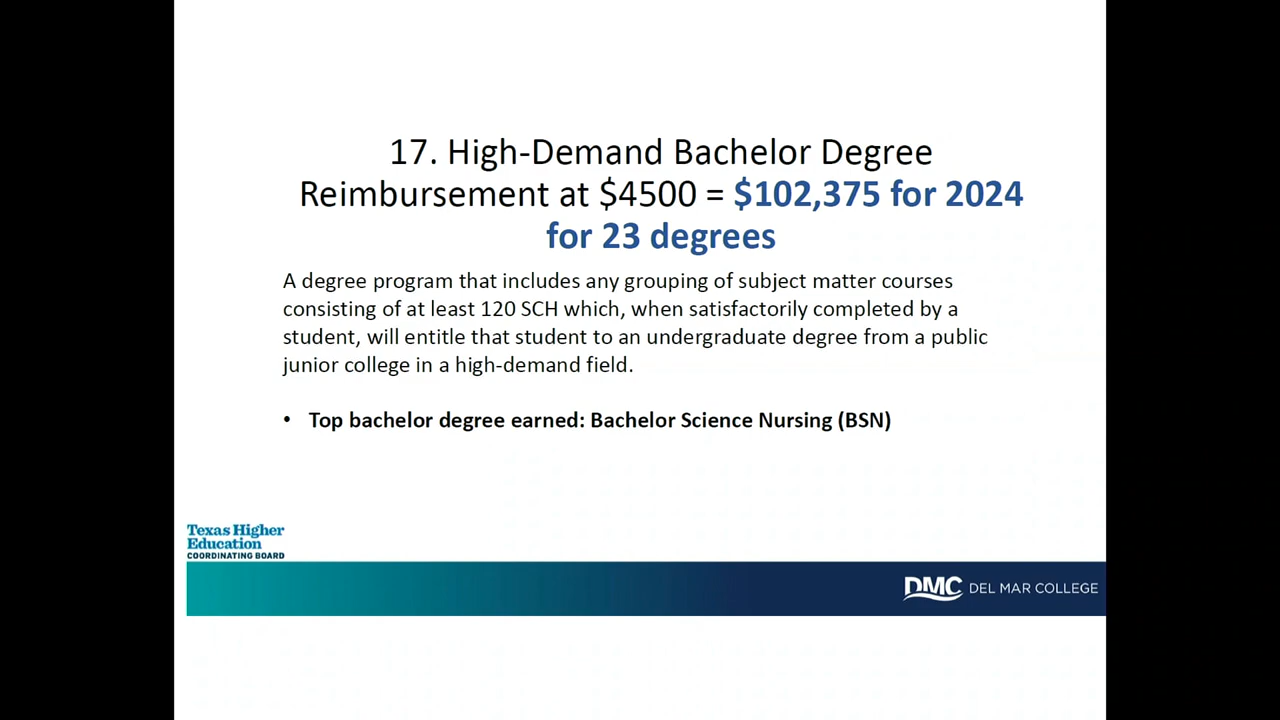 17. High-Demand Bachelor Degree
Reimbursement at $4500 = $102,375 for 2024
for 23 degrees
A degree program that includes any grouping of subject matter courses
consisting of at least 120 SCH which, when satisfactorily completed by a
student, will entitle that student to an undergraduate degree from a public
junior college in a high-demand field.
• Top bachelor degree earned: Bachelor Science Nursing (BSN)
Texas Higher
Education
COORDINATING BOARD
DMC DEL MAR COLLEGE